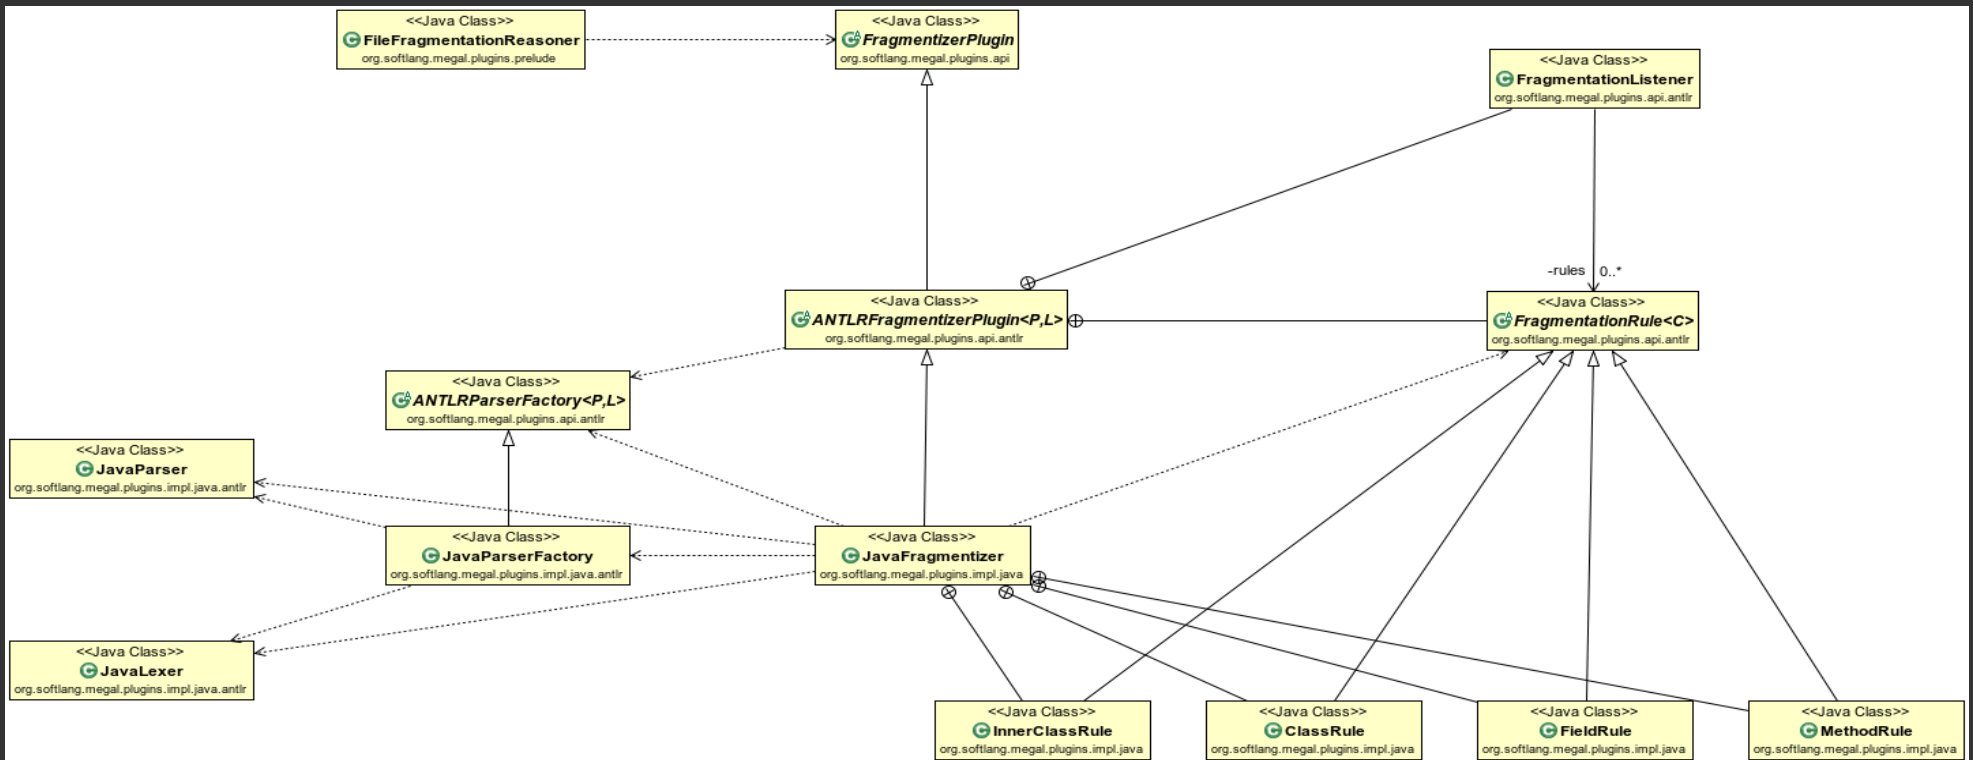 <<Java Class>>
FileFragmentationReasoner
org.softlang.megal.plugins.prelude
<<Java Class>>
FragmentizerPlugin
org.softlang.megal.plugins.api
<<Java Class>>
FragmentationListener
org.softlang.megal.plugins.api.antlr
-rules 0..*
<<Java Class>>
ANTLRFragmentizerPlugin<P,L>
org.softlang.megal.plugins.api.antlr
<<Java Class>>
FragmentationRule<C>
org.softlang.megal.plugins.api.antlr
<<Java Class>>
ANTLRParserFactory<P,L>
org.softlang.megal.plugins.api.antlr
<<Java Class>>
JavaParser
org.softlang.megal.plugins.impl.java.antlr
<<Java Class>>
JavaParserFactory
org.softlang.megal.plugins.impl.java.antlr
<<Java Class>>
JavaFragmentizer
org.softlang.megal.plugins.impl.java
<<Java Class>>
JavaLexer
org.softlang.megal.plugins.impl.java.antlr
<<Java Class>>
InnerClassRule
org.softlang.megal.plugins.impl.java
<<Java Class>>
ClassRule
org.softlang.megal.plugins.impl.java
<<Java Class>>
FieldRule
org.softlang.megal.plugins.impl.java
<<Java Class>>
MethodRule
org.softlang.megal.plugins.impl.java